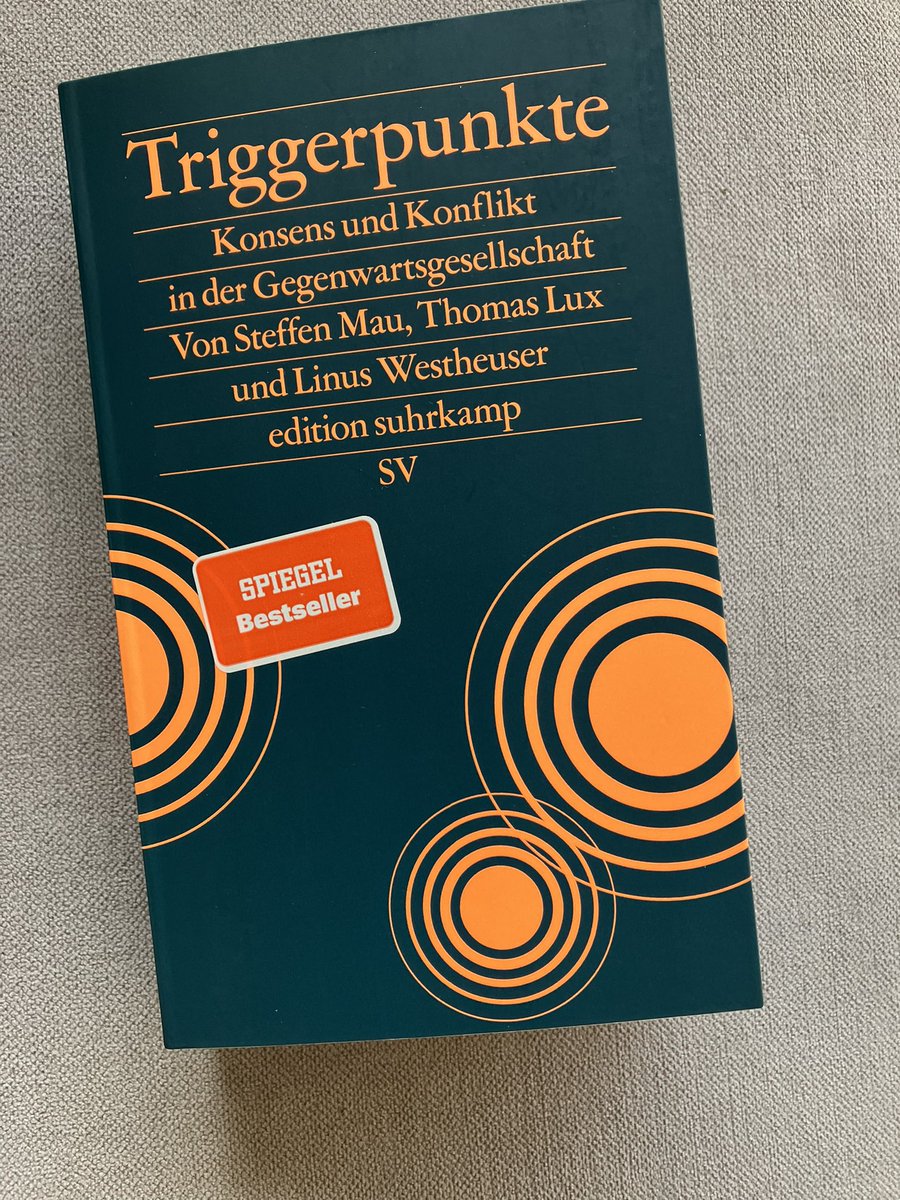 Triggerpunkte
Konsens und Konflikt
in der Gegenwartsgesellschaft
Von Steffen Mau, Thomas Lux
und Linus Westheuser
edition suhrkamp
SV
SPIEGEL
Bestseller